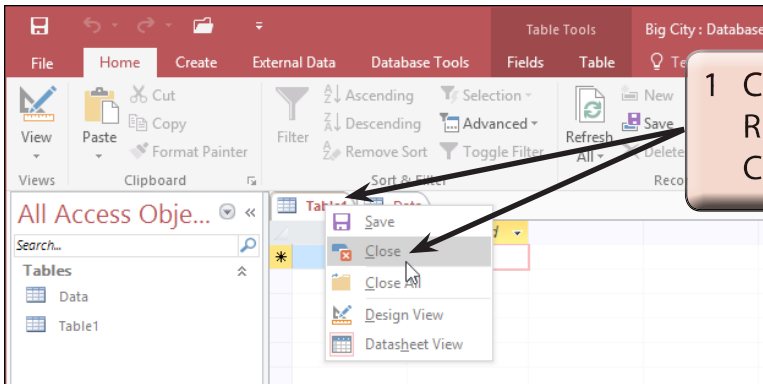 Table Tools Big City : Database
File Home Create External Data Database Tools Fields Table Te
View
Paste
Cut
Copy
Format Painter
Filter
Ascending
Descending
Remove Sort
Selection
Advanced
Toggle Filter
Refresh
All
New
Save
Delete
Views Clipboard Sort & Filter Reco
1 C
R
C
All Access Obje...
Search...
Tables
Data
Table1
Table1 Data
Save
Close
Close All
Design View
Datasheet View